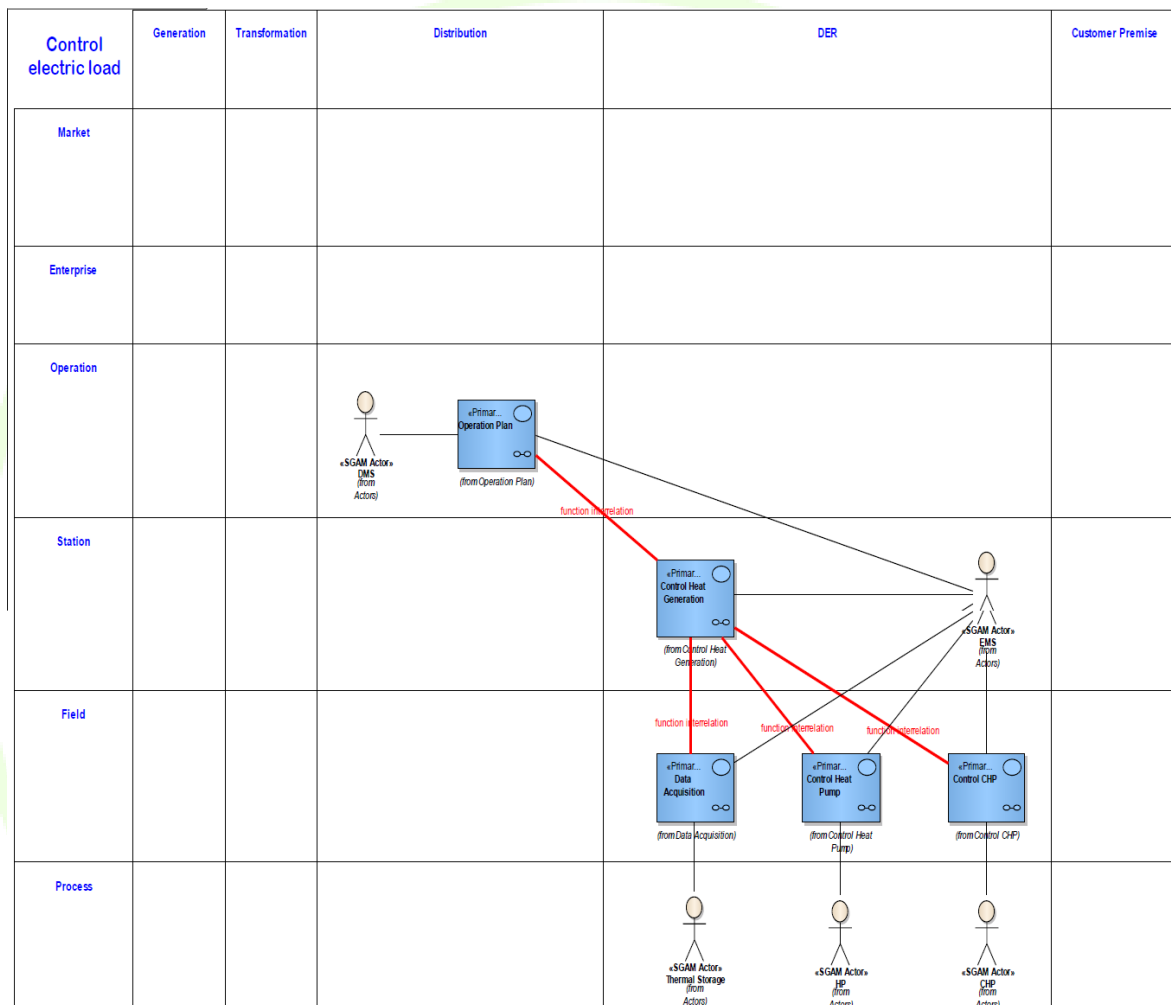 Control
electric load
Generation
Transformation
Distribution
DER
Customer Premise
Market
Enterprise
Operation
«SGAM Actor»
DMS
(from
Actors)
«Primar...
Operation Plan
(from Operation Plan)
function interrelation
Station
«Primar...
Control Heat
Generation
(from Control Heat
Generation)
«SGAM Actor»
EMS
(from
Actors)
Field
function interrelation
function interrelation
function interrelation
«Primar...
Data
Acquisition
(from Data Acquisition)
«Primar...
Control Heat
Pump
(from Control Heat
Pump)
«Primar...
Control CHP
(from Control CHP)
Process
«SGAM Actor»
Thermal Storage
(from
Actors)
«SGAM Actor»
HP
(from
Actors)
«SGAM Actor»
CHP
(from
Actors)